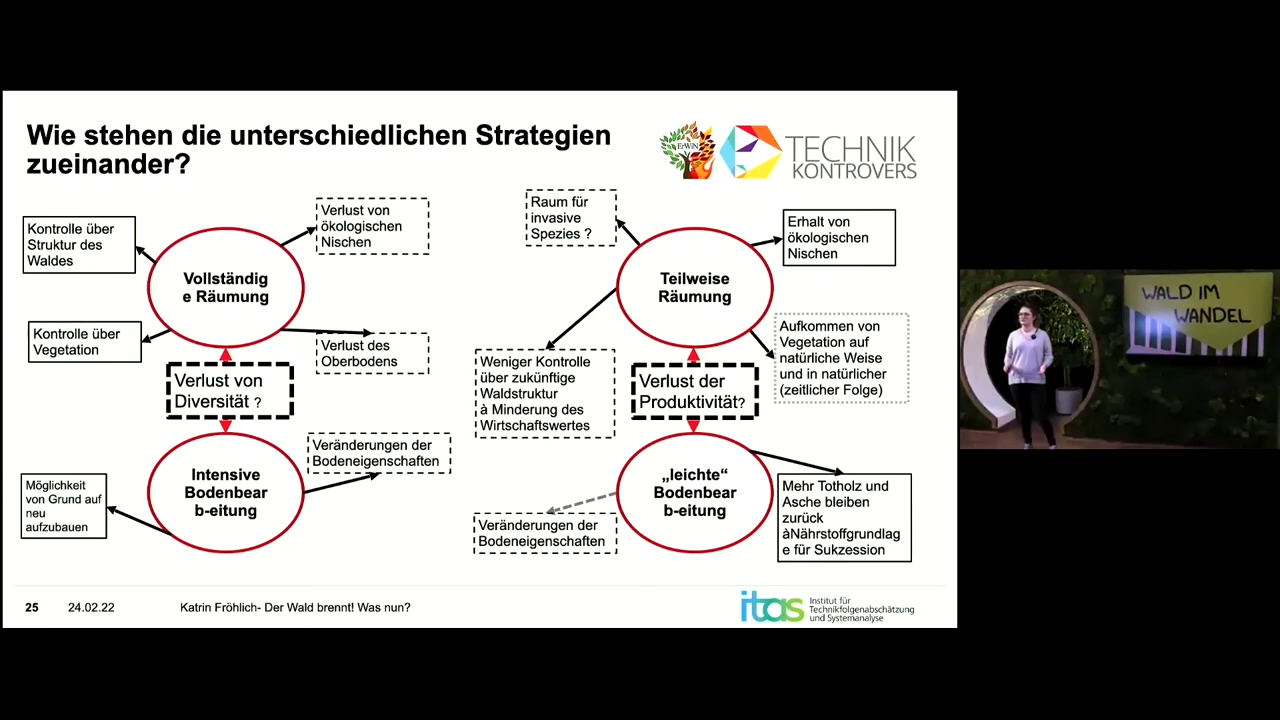 Wie stehen die unterschiedlichen Strategien
zueinander?
ErWiN
TECHNIK
KONTROVERS
Kontrolle über
Struktur des
Waldes
Verlust von
ökologischen
Nischen
Vollständig
e Räumung
Kontrolle über
Vegetation
Verlust des
Oberbodens
Verlust von
Diversität ?
Veränderungen der
Bodeneigenschaften
Intensive
Bodenbear
b-eitung
Möglichkeit
von Grund auf
neu
aufzubauen
Raum für
invasive
Spezies ?
Erhalt von
ökologischen
Nischen
Teilweise
Räumung
Weniger Kontrolle
über zukünftige
Waldstruktur
à Minderung des
Wirtschaftswertes
Aufkommen von
Vegetation auf
natürliche Weise
und in natürlicher
(zeitlicher Folge)
Verlust der
Produktivität?
„leichte“
Bodenbear
b-eitung
Veränderungen der
Bodeneigenschaften
Mehr Totholz und
Asche bleiben
zurück
àNährstoffgrundlag
e für Sukzession
25 24.02.22 Katrin Fröhlich- Der Wald brennt! Was nun?
itas
Institut für
Technikfolgenabschätzung
und Systemanalyse
WALD IM
WANDEL